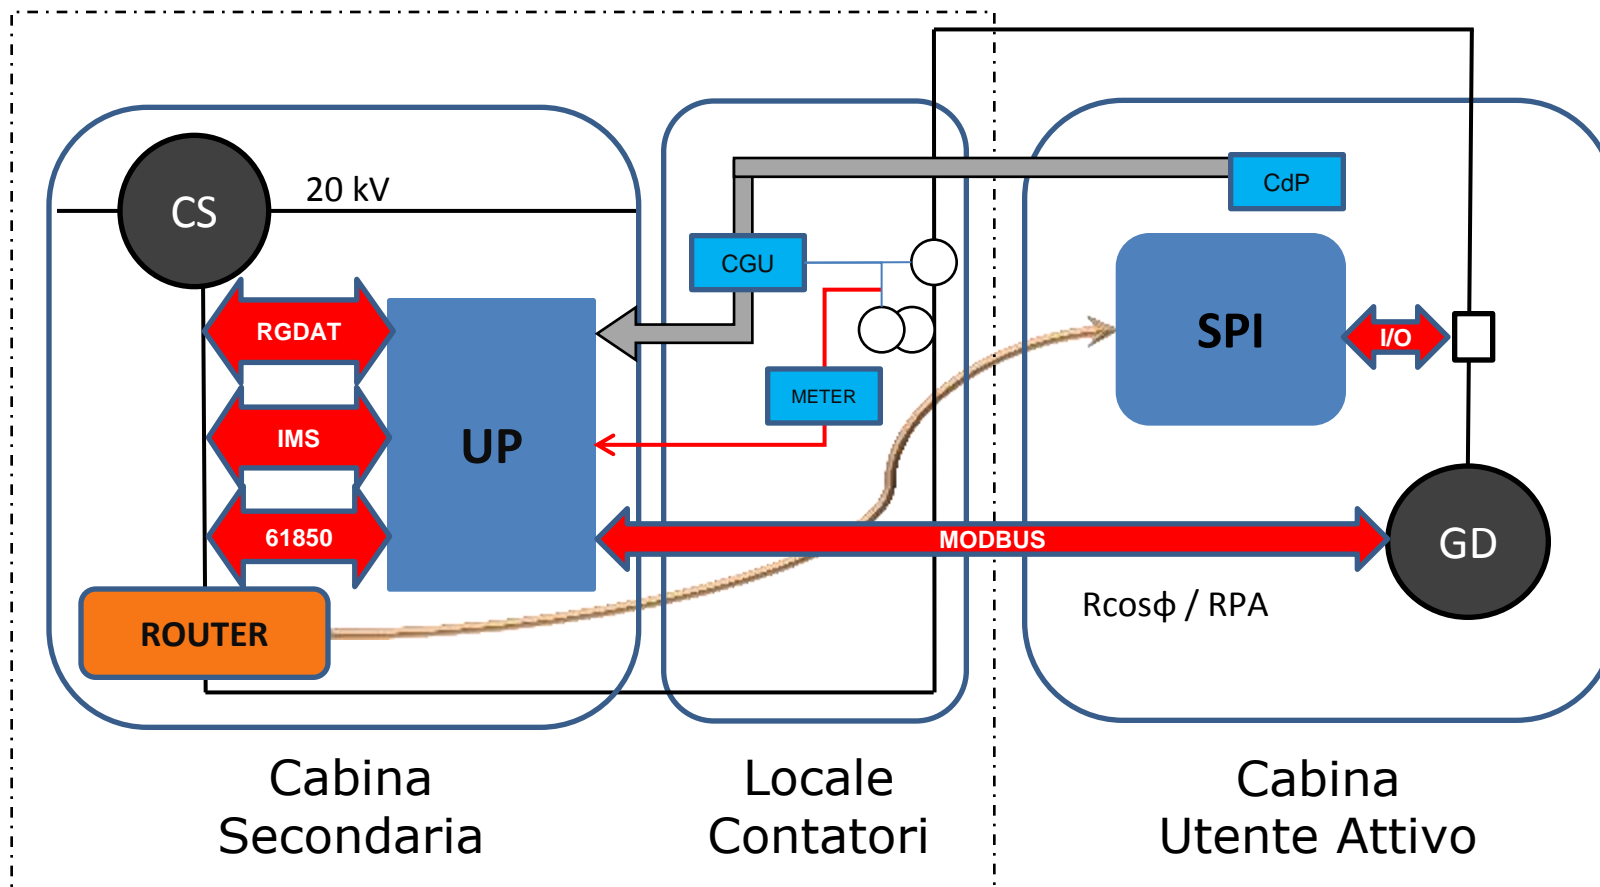 CS
20 kV
CdP
CGU
RGDAT
SPI
I/O
METER
IMS
UP
61850
MODBUS
GD
Rcosϕ / RPA
ROUTER
Cabina
Secondaria
Locale
Contatori
Cabina
Utente Attivo